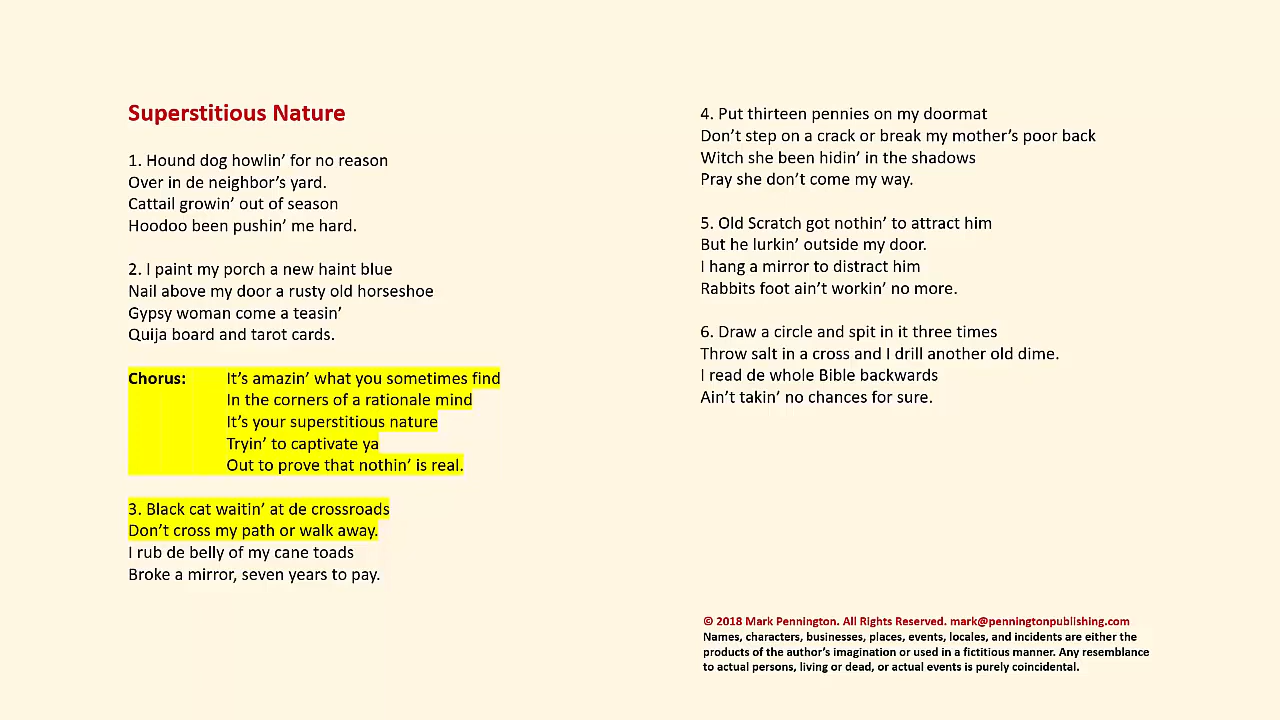 Superstitious Nature
1. Hound dog howlin’ for no reason
Over in de neighbor’s yard.
Cattail growin’ out of season
Hoodoo been pushin’ me hard.
2. I paint my porch a new haint blue
Nail above my door a rusty old horseshoe
Gypsy woman come a teasin’
Quija board and tarot cards.
Chorus: It’s amazin’ what you sometimes find
In the corners of a rationale mind
It’s your superstitious nature
Tryin’ to captivate ya
Out to prove that nothin’ is real.
3. Black cat waitin’ at de crossroads
Don’t cross my path or walk away.
I rub de belly of my cane toads
Broke a mirror, seven years to pay.
4. Put thirteen pennies on my doormat
Don’t step on a crack or break my mother’s poor back
Witch she been hidin’ in the shadows
Pray she don’t come my way.
5. Old Scratch got nothin’ to attract him
But he lurkin’ outside my door.
I hang a mirror to distract him
Rabbits foot ain’t workin’ no more.
6. Draw a circle and spit in it three times
Throw salt in a cross and I drill another old dime.
I read de whole Bible backwards
Ain’t takin’ no chances for sure.
© 2018 Mark Pennington. All Rights Reserved. mark@penningtonpublishing.com
Names, characters, businesses, places, events, locales, and incidents are either the
products of the author’s imagination or used in a fictitious manner. Any resemblance
to actual persons, living or dead, or actual events is purely coincidental.